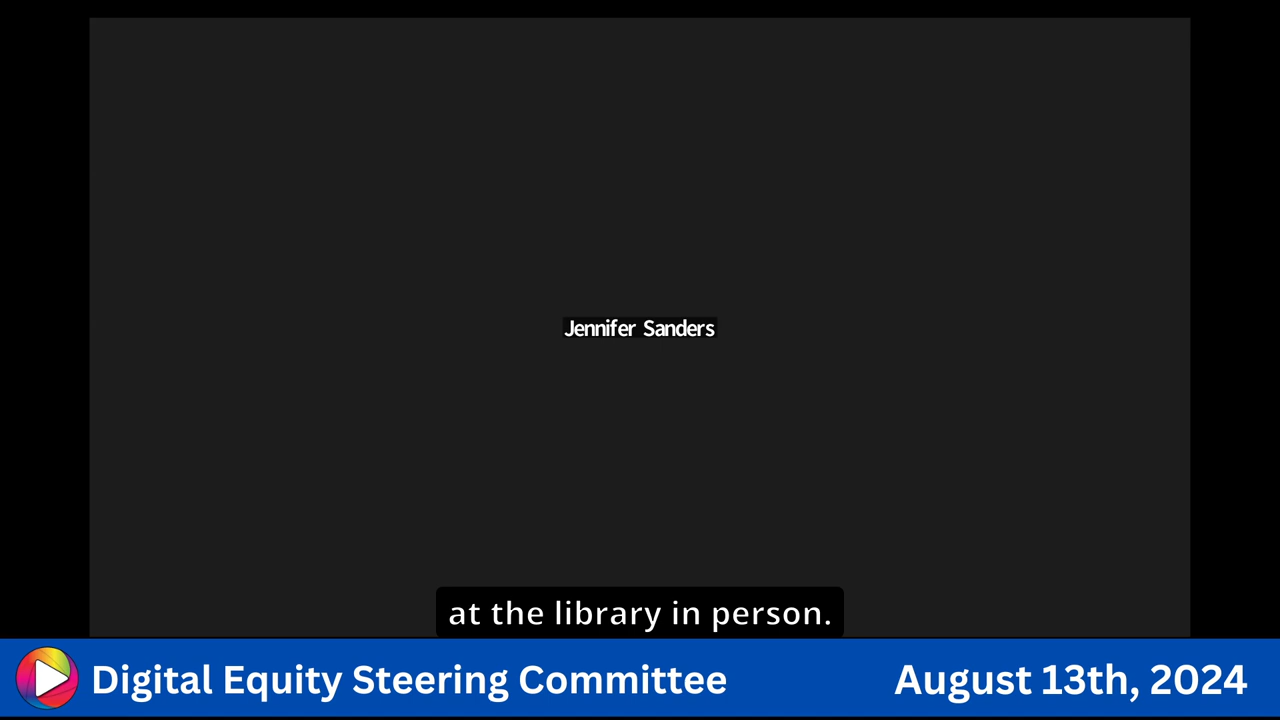 Jennifer Sanders
at the library in person.
Digital Equity Steering Committee
August 13th, 2024